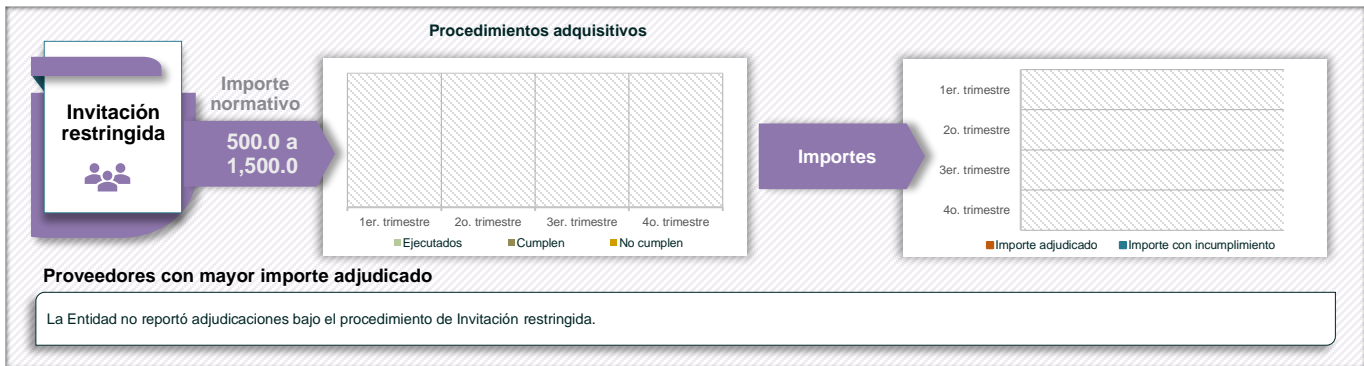 Procedimientos adquisitivos
Invitación
restringida
Importe
normativo
500.0 a
1,500.0
1er. trimestre 2o. trimestre 3er. trimestre 4o. trimestre
Ejecutados Cumplen No cumplen
Importes
1er. trimestre
2o. trimestre
3er. trimestre
4o. trimestre
Importe adjudicado Importe con incumplimiento
Proveedores con mayor importe adjudicado
La Entidad no reportó adjudicaciones bajo el procedimiento de Invitación restringida.